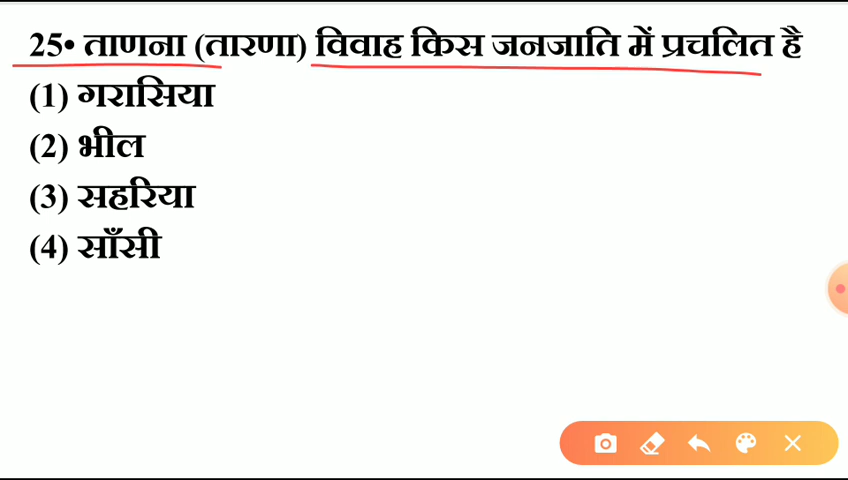 25• ताणना (तारणा) विवाह किस जनजाति में प्रचलित है
(1) गरासिया
(2) भील
(3) सहरिया
(4) साँसी